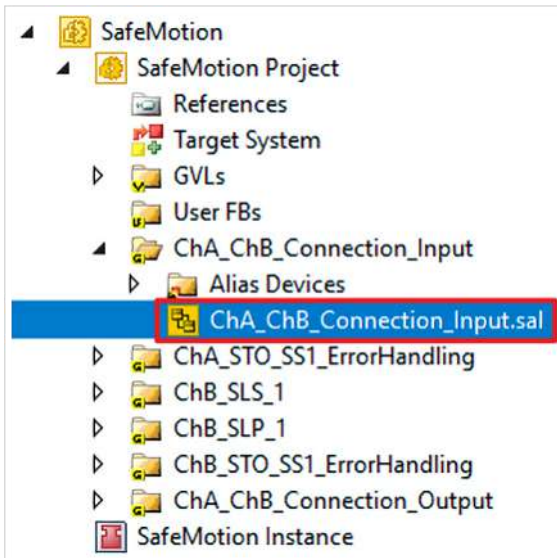 SafeMotion
SafeMotion Project
References
Target System
GVLs
User FBs
ChA_ChB_Connection_Input
Alias Devices
ChA_ChB_Connection_Input.sal
ChA_STO_SS1_ErrorHandling
ChB_SLS_1
ChB_SLP_1
ChB_STO_SS1_ErrorHandling
ChA_ChB_Connection_Output
SafeMotion Instance